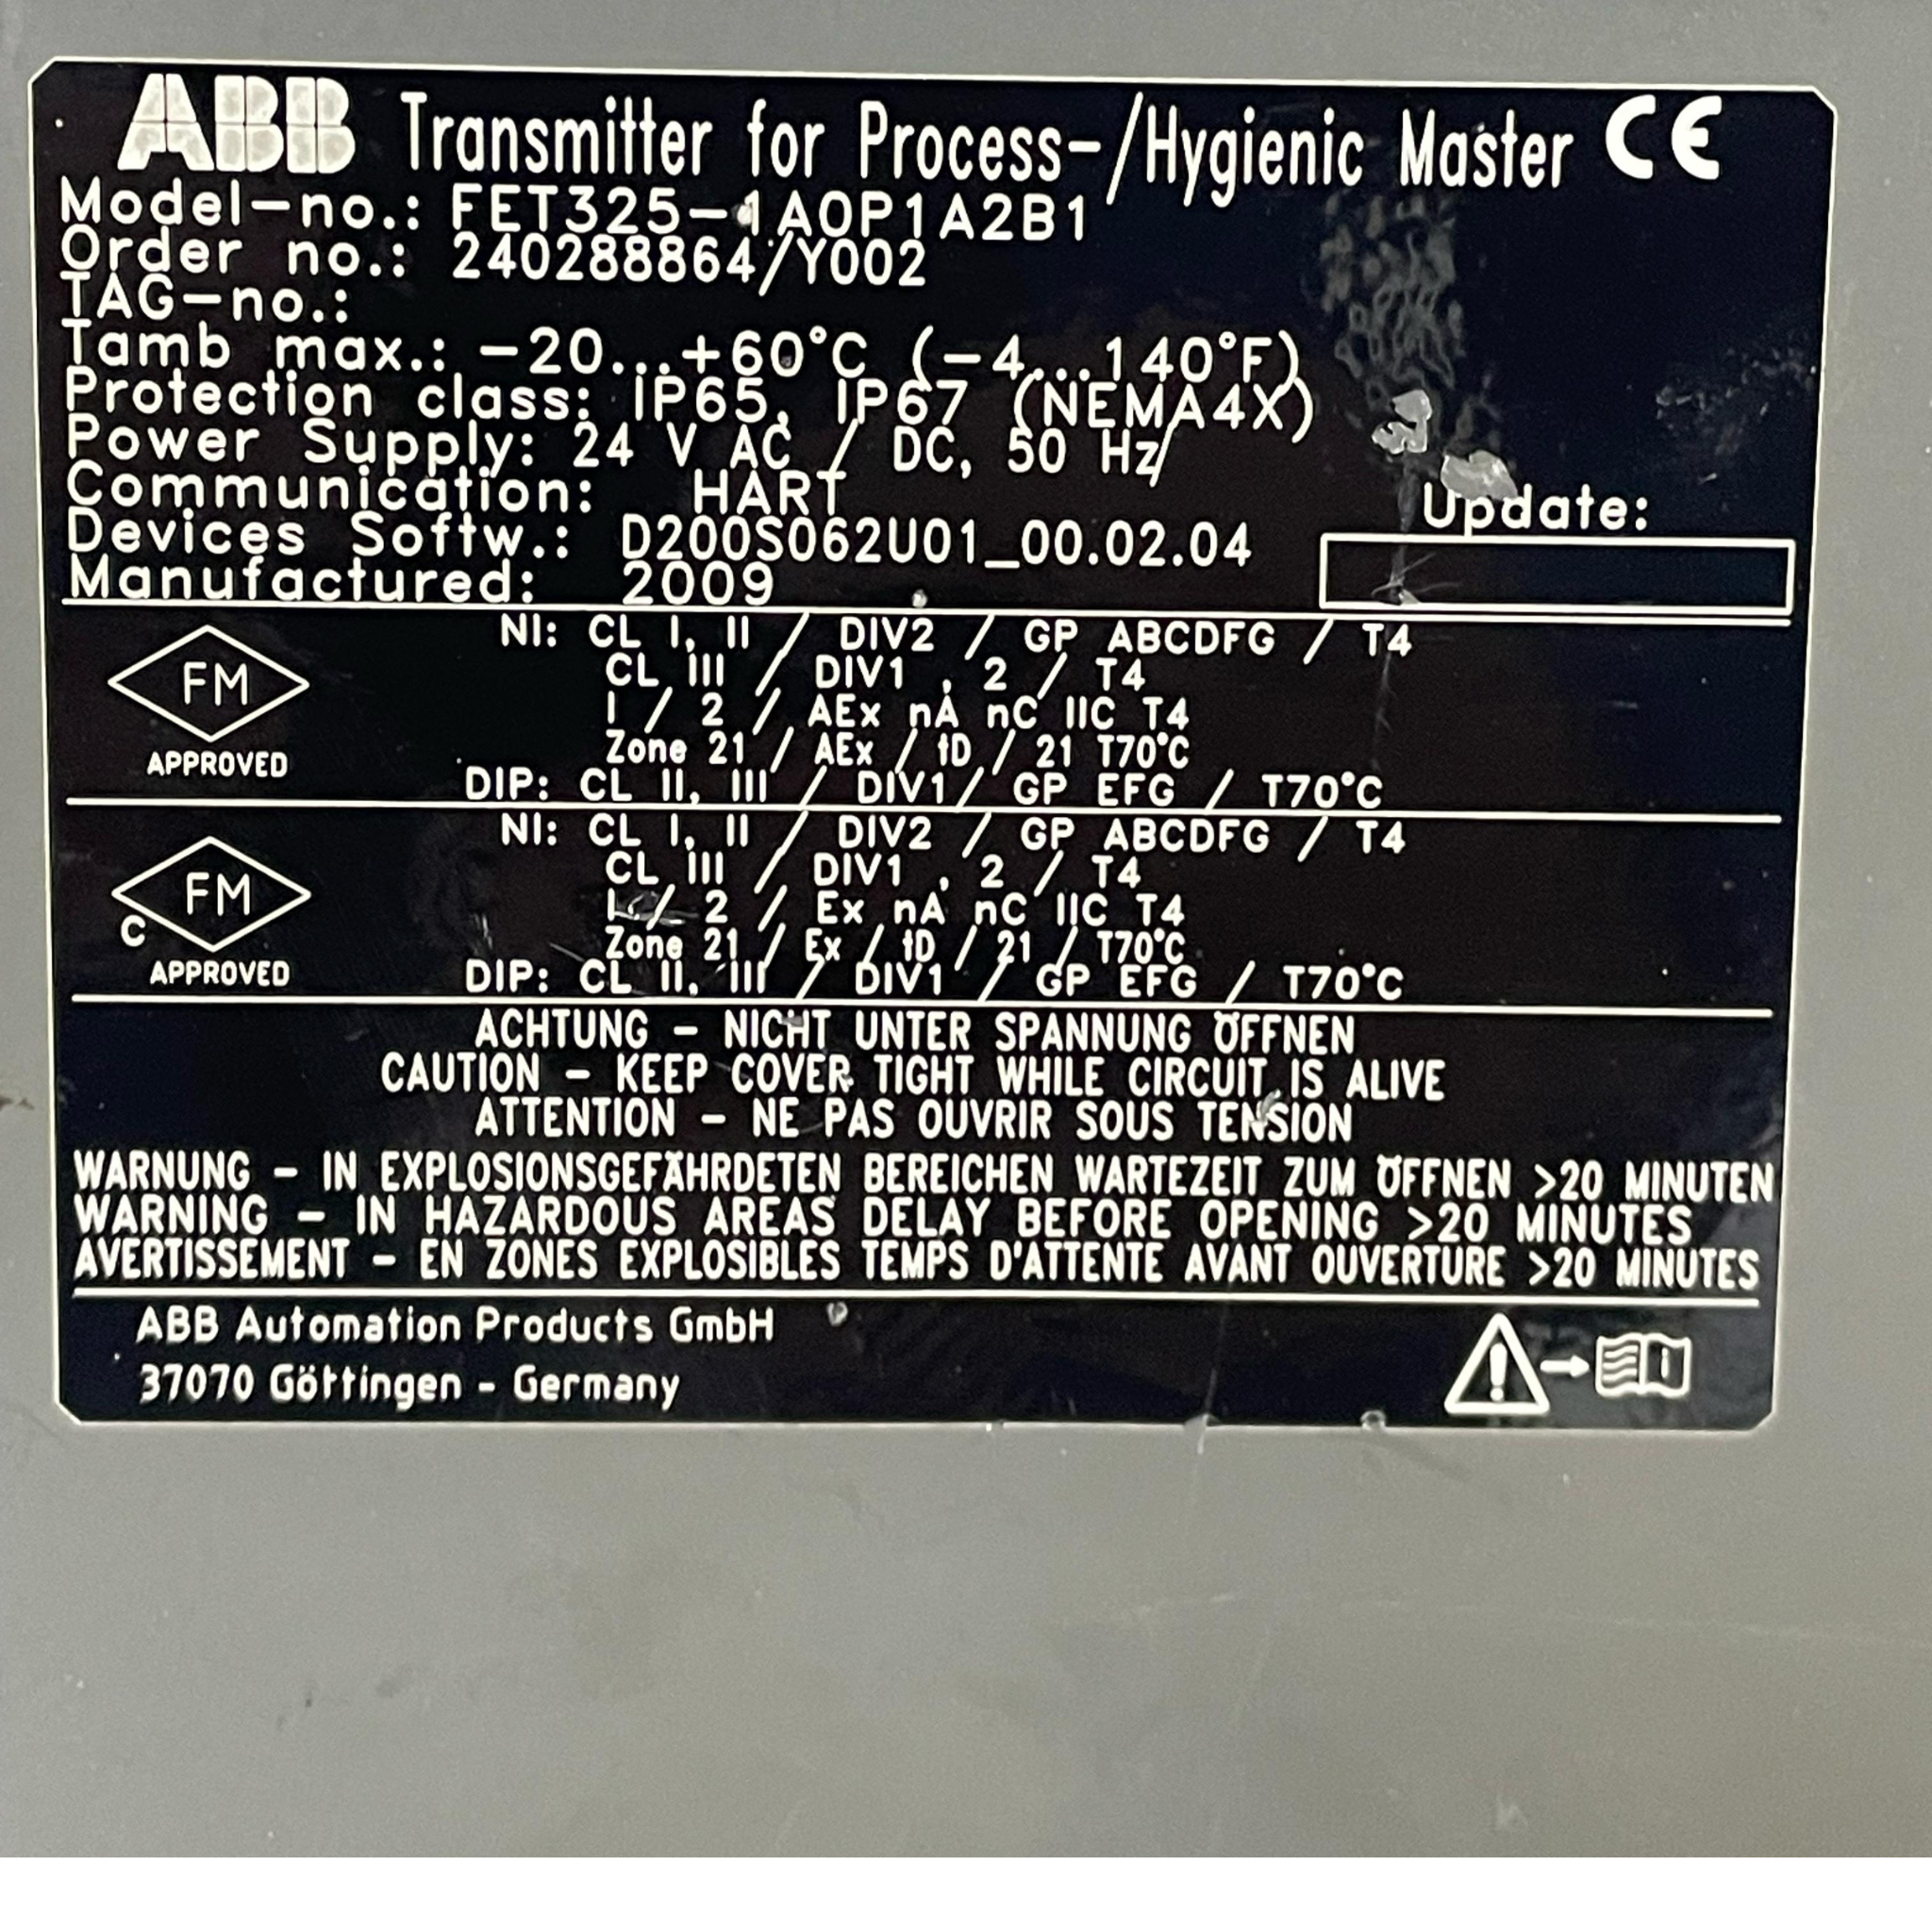 ABB Transmitter for Process-/Hygienic Master CE
Model-no.: FET325-1A0P1A2B1
Order no.: 240288864/Y002
TAG-no.:
Tamb max.: -20...+60°C (-4...140°F)
Protection class: IP65, IP67 (NEMA4X)
Power Supply: 24 V AC / DC, 50 Hz/
Communication: HART
Update:
Devices Softw.: D200S062U01_00.02.04
Manufactured: 2009
FM
APPROVED
NI: CL I, II / DIV2 / GP ABCDFG / T4
CL III / DIV1 , 2 / T4
I / 2 / AEx nA nC IIC T4
Zone 21 / AEx / tD / 21 T70°C
DIP: CL II, III / DIV1/ GP EFG / T70°C
FM
C
APPROVED
NI: CL I, II / DIV2 / GP ABCDFG / T4
CL III / DIV1 , 2 / T4
I / 2 / Ex nA nC IIC T4
Zone 21 / Ex / tD / 21 / T70°C
DIP: CL II, III / DIV1 / GP EFG / T70°C
ACHTUNG - NICHT UNTER SPANNUNG ÖFFNEN
CAUTION - KEEP COVER TIGHT WHILE CIRCUIT IS ALIVE
ATTENTION - NE PAS OUVRIR SOUS TENSION
WARNUNG - IN EXPLOSIONSGEFÄHRDETEN BEREICHEN WARTEZEIT ZUM ÖFFNEN >20 MINUTEN
WARNING - IN HAZARDOUS AREAS DELAY BEFORE OPENING >20 MINUTES
AVERTISSEMENT - EN ZONES EXPLOSIBLES TEMPS D'ATTENTE AVANT OUVERTURE >20 MINUTES
ABB Automation Products GmbH
37070 Göttingen - Germany